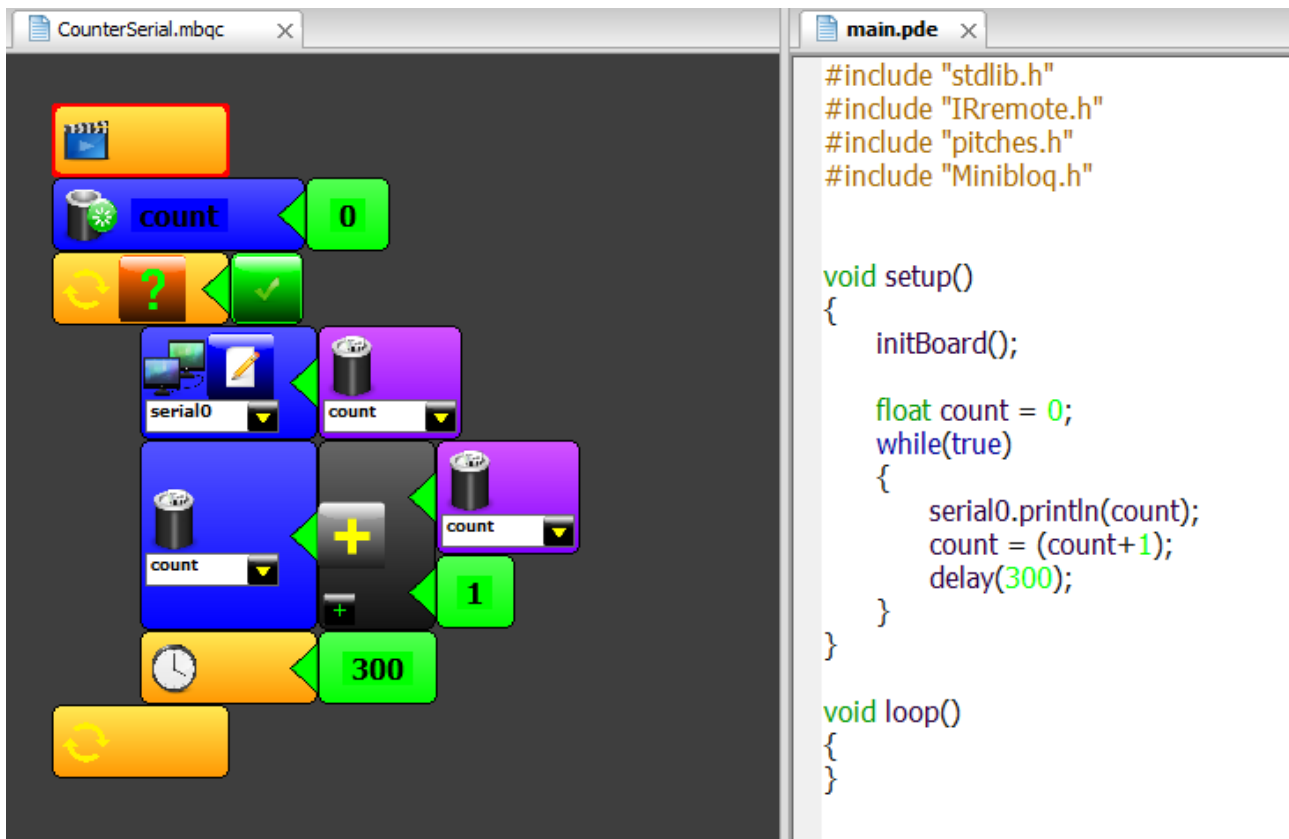 CounterSerial.mbqc
count
0
?
serial0
count
count
+
count
+
1
300
main.pde
#include "stdlib.h"
#include "IRremote.h"
#include "pitches.h"
#include "Minibloq.h"
void setup()
{
initBoard();
float count = 0;
while(true)
{
serial0.println(count);
count = (count+1);
delay(300);
}
}
void loop()
{
}